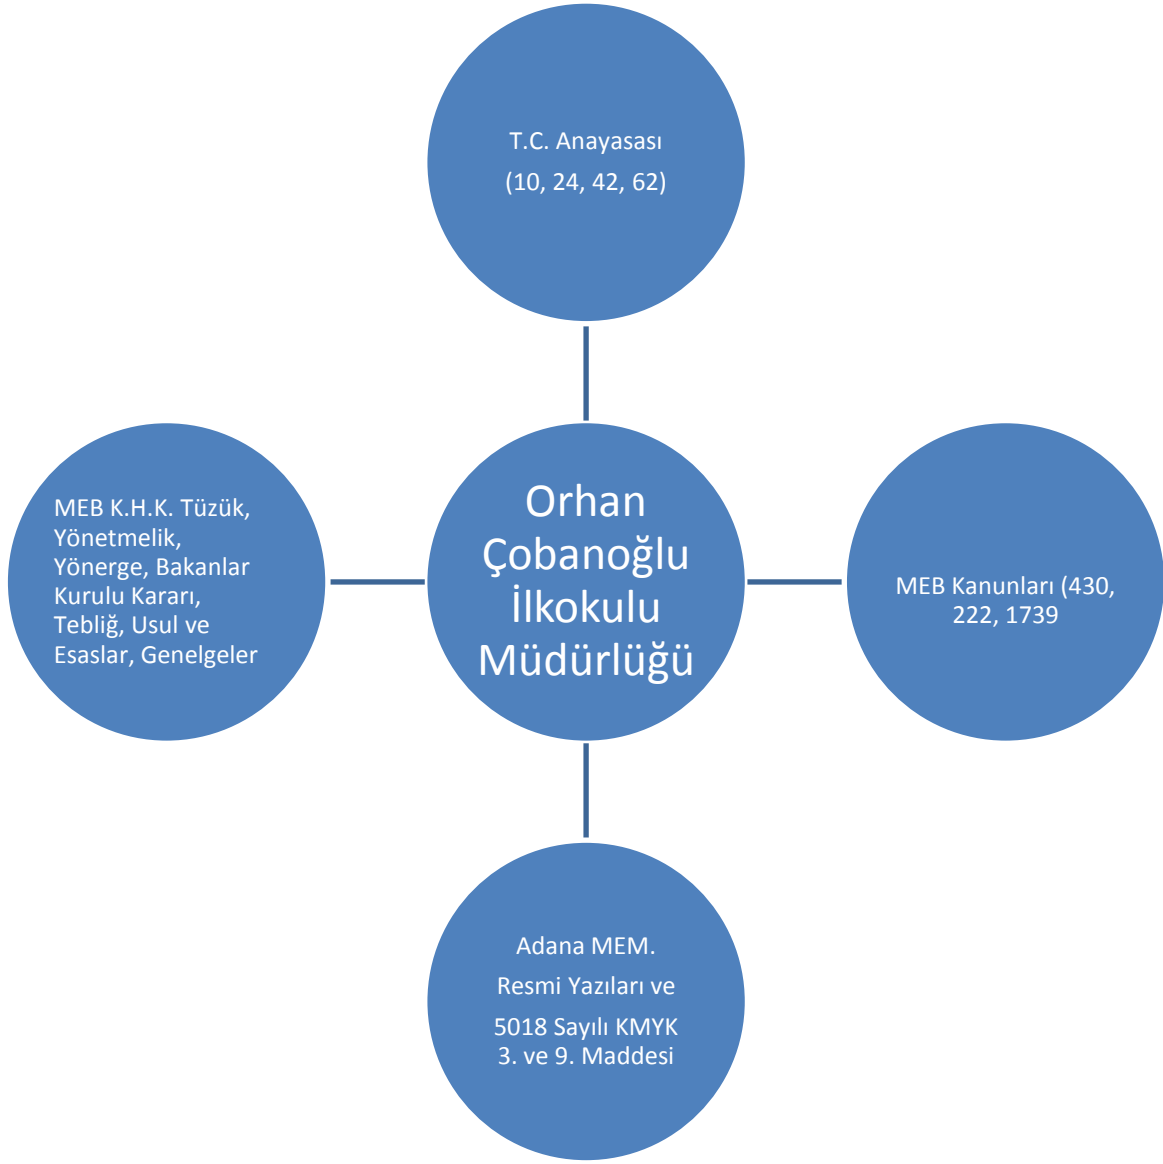 T.C. Anayasası
(10, 24, 42, 62)
MEB K.H.K. Tüzük,
Yönetmelik,
Yönerge, Bakanlar
Kurulu Kararı,
Tebliğ, Usul ve
Esaslar, Genelgeler
Orhan
Çobanoğlu
İlkokulu
Müdürlüğü
MEB Kanunları (430,
222, 1739
Adana MEM.
Resmi Yazıları ve
5018 Sayılı KMYK
3. ve 9. Maddesi